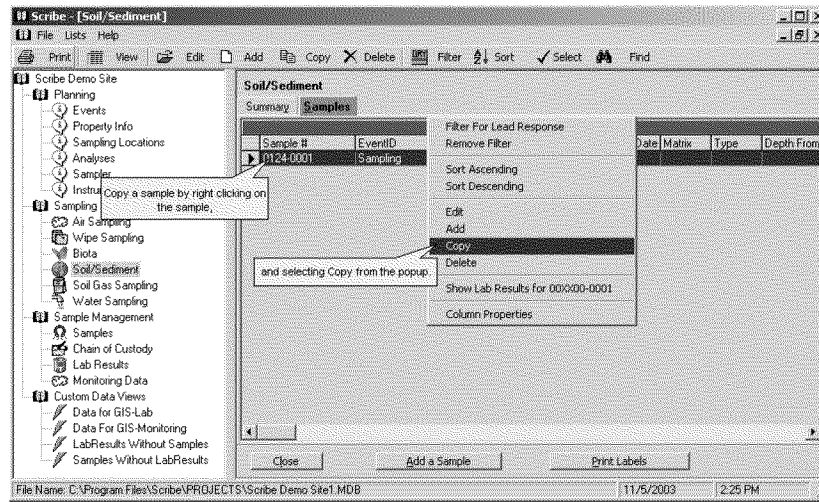 Scribe - [Soil/Sediment]
File Lists Help
Print View Edit Add Copy Delete Filter Sort Select Find
Scribe Demo Site
Planning
Events
Property Info
Sampling Locations
Analyses
Sampler
Instru
Sampling
Air Sampling
Wipe Sampling
Biota
Soil/Sediment
Soil Gas Sampling
Water Sampling
Sample Management
Samples
Chain of Custody
Lab Results
Monitoring Data
Custom Data Views
Data for GIS-Lab
Data For GIS-Monitoring
LabResults Without Samples
Samples Without LabResults
Soil/Sediment
Summary Samples
Sample # EventID Date Matrix Type Depth From
0124-0001 Sampling
Copy a sample by right clicking on
the sample,
and selecting Copy from the popup
Filter For Lead Response
Remove Filter
Sort Ascending
Sort Descending
Edit
Add
Copy
Delete
Show Lab Results for 00XX00-0001
Column Properties
Close Add a Sample Print Labels
File Name: C:\Program Files\Scribe\PROJECTS\Scribe Demo Site1.MDB 11/5/2003 2:25 PM